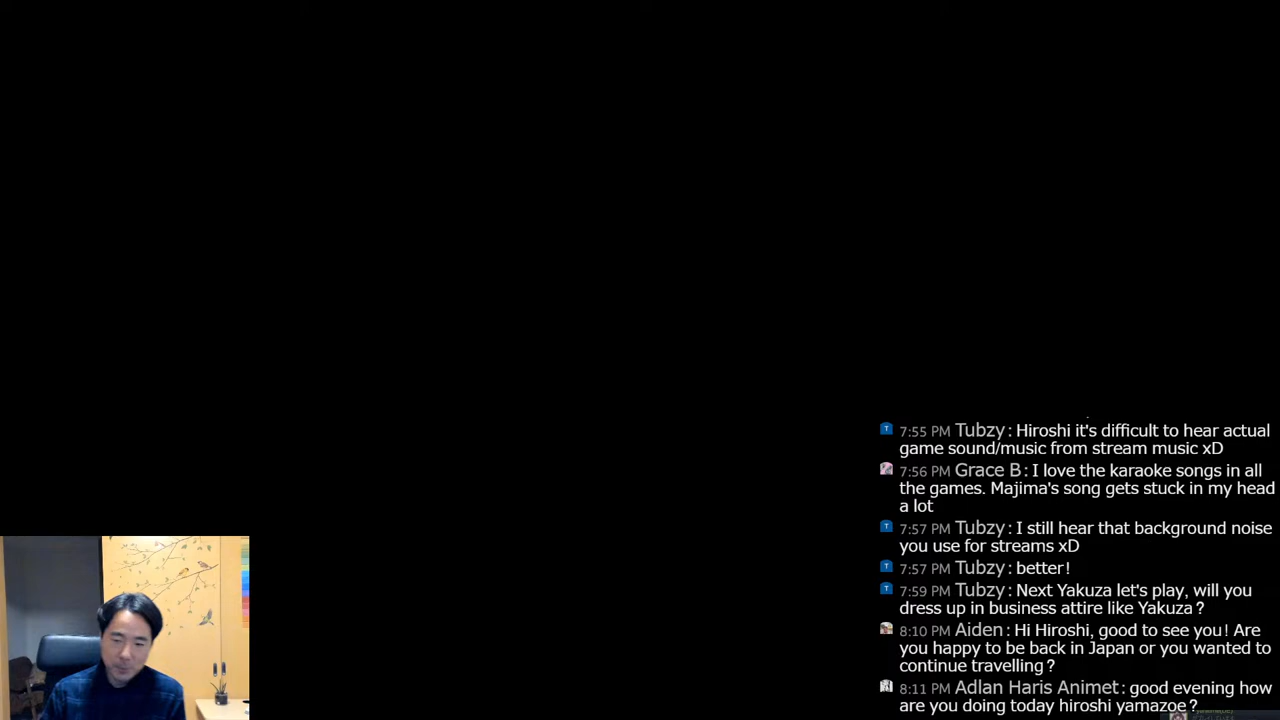 7:55 PM Tubzy: Hiroshi it's difficult to hear actual
game sound/music from stream music xD
7:56 PM Grace B: I love the karaoke songs in all
the games. Majima's song gets stuck in my head
a lot
7:57 PM Tubzy: I still hear that background noise
you use for streams xD
7:57 PM Tubzy: better!
7:59 PM Tubzy: Next Yakuza let's play, will you
dress up in business attire like Yakuza?
8:10 PM Aiden: Hi Hiroshi, good to see you! Are
you happy to be back in Japan or you wanted to
continue travelling?
8:11 PM Adlan Haris Animet: good evening how
are you doing today hiroshi yamazoe?